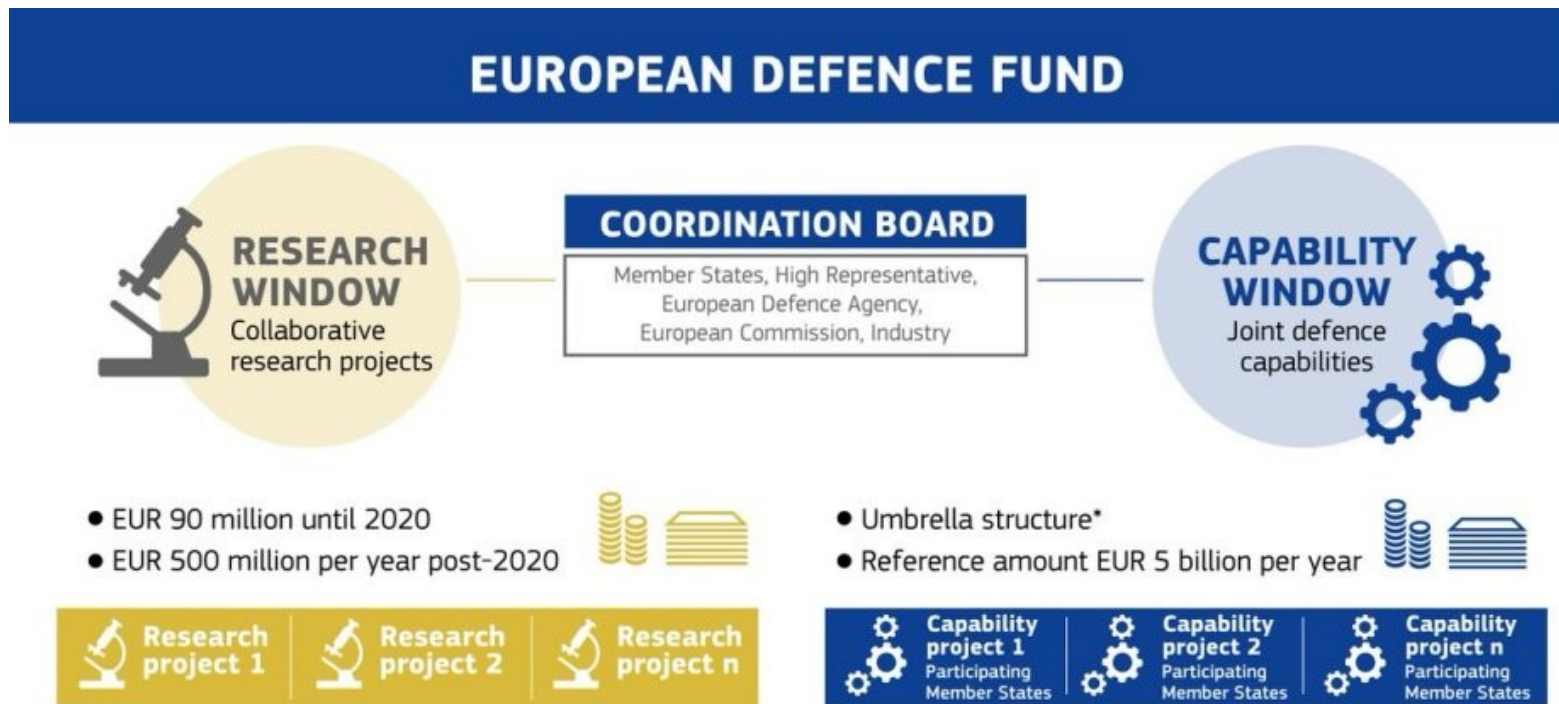 EUROPEAN DEFENCE FUND
RESEARCH
WINDOW
Collaborative
research projects
COORDINATION BOARD
Member States, High Representative,
European Defence Agency,
European Commission, Industry
CAPABILITY
WINDOW
Joint defence
capabilities
● EUR 90 million until 2020
● EUR 500 million per year post-2020
● Umbrella structure*
● Reference amount EUR 5 billion per year
Research
project 1
Research
project 2
Research
project n
Capability
project 1
Participating
Member States
Capability
project 2
Participating
Member States
Capability
project n
Participating
Member States